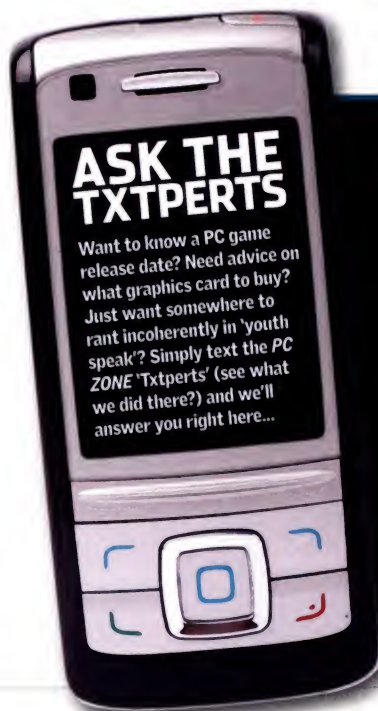 ASK THE
TXTPERTS
Want to know a PC game
release date? Need advice on
what graphics card to buy?
Just want somewhere to
rant incoherently in 'youth
speak'? Simply text the PC
ZONE 'Txtperts' (see what
we did there?) and we'll
answer you right here...